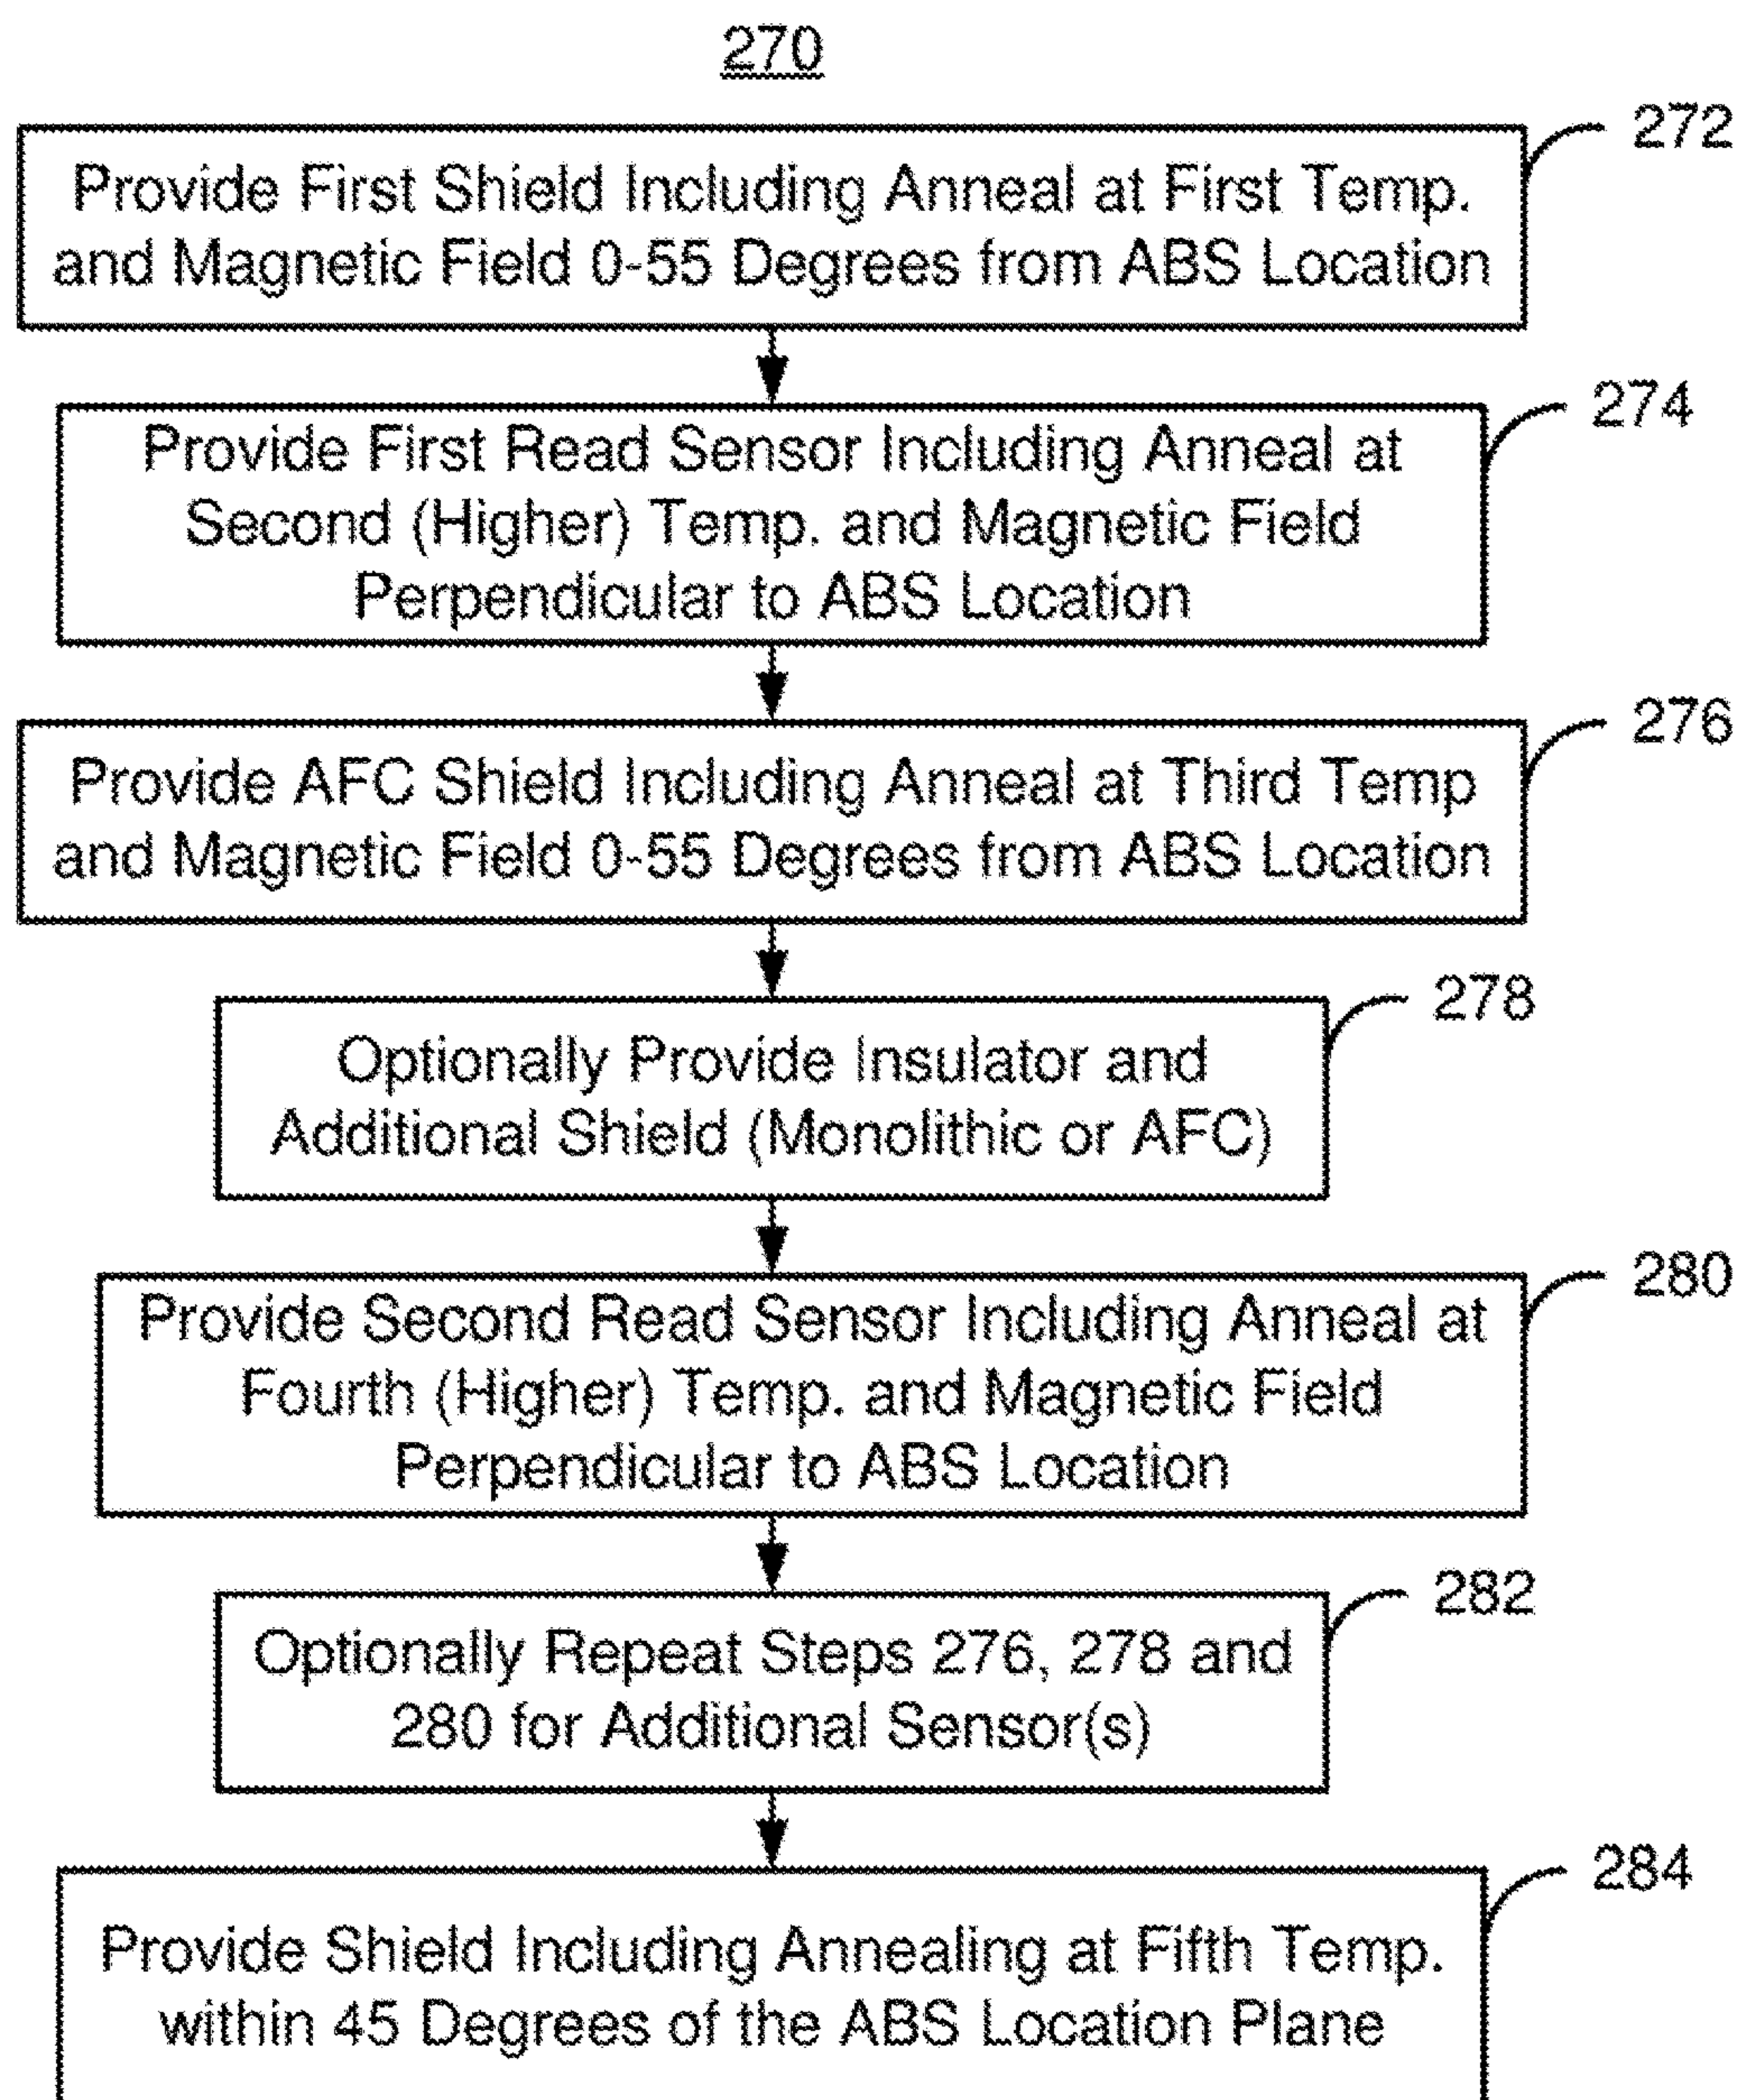 270
272
Provide First Shield Including Anneal at First Temp.
and Magnetic Field 0-55 Degrees from ABS Location
274
Provide First Read Sensor Including Anneal at
Second (Higher) Temp. and Magnetic Field
Perpendicular to ABS Location
276
Provide AFC Shield Including Anneal at Third Temp
and Magnetic Field 0-55 Degrees from ABS Location
278
Optionally Provide Insulator and
Additional Shield (Monolithic or AFC)
280
Provide Second Read Sensor Including Anneal at
Fourth (Higher) Temp. and Magnetic Field
Perpendicular to ABS Location
282
Optionally Repeat Steps 276, 278 and
280 for Additional Sensor(s)
284
Provide Shield Including Annealing at Fifth Temp.
within 45 Degrees of the ABS Location Plane